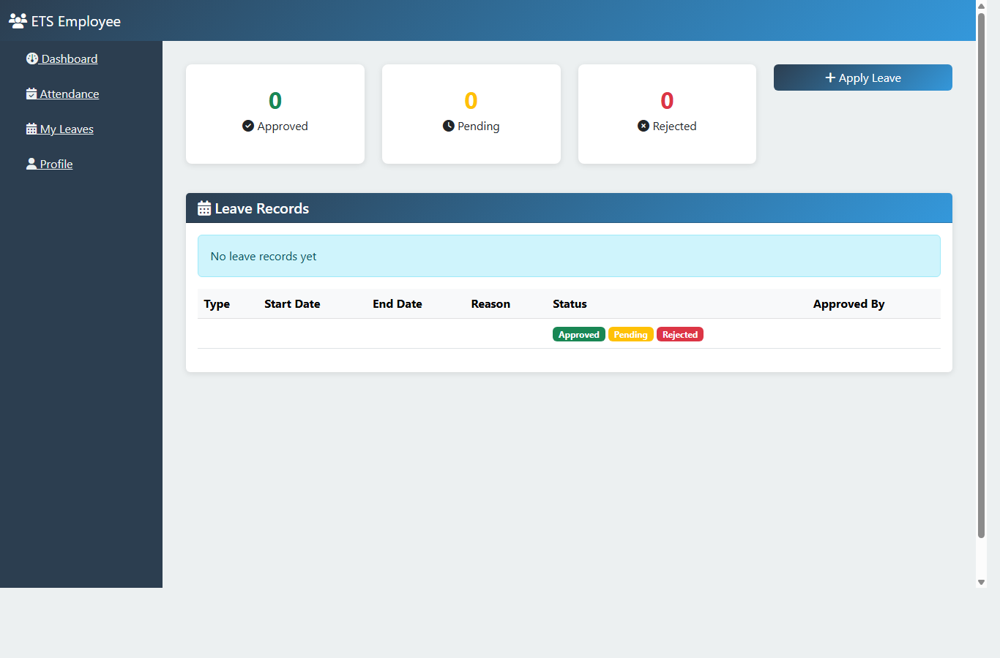 ETS Employee
Dashboard
Attendance
My Leaves
Profile
0
Approved
0
Pending
0
Rejected
Apply Leave
Leave Records
No leave records yet
Type Start Date End Date Reason Status Approved By
Approved Pending Rejected